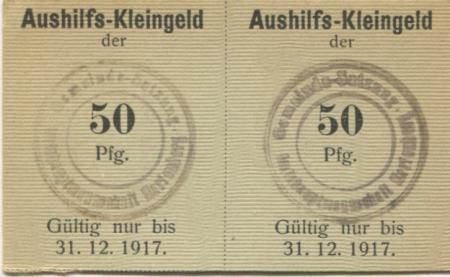 Aushilfs-Kleingeld
der
50
Pfg.
Gültig nur bis
31. 12. 1917.
Aushilfs-Kleingeld
der
50
Pfg.
Gültig nur bis
31. 12. 1917.